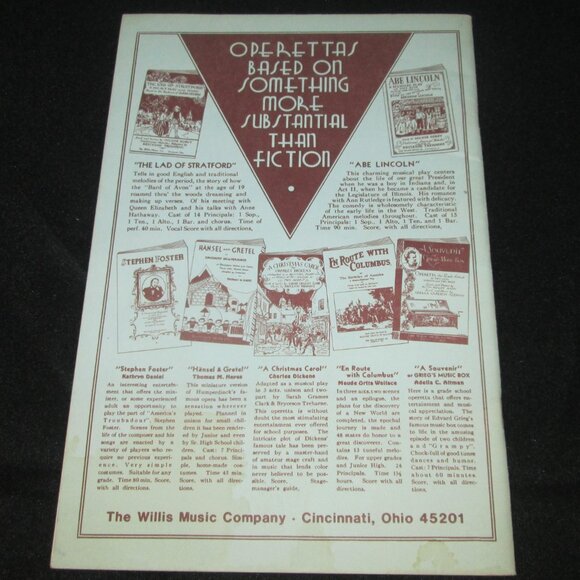 OPERETTAS
BASED ON
SOMETHING
MORE
SUBSTANTIAL
THAN
FICTION
THE LAD OF STRATFORD
ABE LINCOLN
"THE LAD OF STRATFORD"
Tells in good English and traditional
melodies of the period, the story of how
the "Bard of Avon" at the age of 19
roamed thru' the woods dreaming and
making up verses. Of his meeting with
Queen Elizabeth and his talks with Anne
Hathaway. Cast of 14 Principals: 1 Sop.,
1 Ten., 1 Alto, 1 Bar. and chorus. Time of
perf. 40 min. Vocal Score with all directions.
"ABE LINCOLN"
This charming musical play centers
about the life of our great President
when he was a boy in Indiana and, in
Act II, when he became a candidate for
the Legislature of Illinois. His romance
with Ann Rutledge is featured with delicacy.
The comedy is wholesomely characteristic
of the early life in the West. Traditional
American melodies throughout. Cast of 15
Principals: 1 Sop., 1 Alto, 1 Ten. and 1 Bar.
Time 90 min. Score, with all directions.
STEPHEN FOSTER
HANSEL AND GRETEL
A CHRISTMAS CAROL
EN ROUTE WITH
COLUMBUS
A Souvenir
"Stephen Foster"
Kathryn Daniel
An interesting entertain-
ment that offers the min-
ister, or some experienced
adult an opportunity to
play the part of "America's
Troubadour", Stephen
Foster. Scenes from the
life of the composer and his
songs are enacted by a
variety of players who re-
quire no previous experi-
ence. Very simple
costumes. Suitable for any
grade. Time 80 min. Score,
with all directions.
"Hänsel & Gretel"
Thomas M. Harue
This miniature version
of Humperdinck's fa-
mous opera has been a
sensation wherever
played. Planned in
unison for small chil-
dren it has been rende-
red by Junior and even
by Sr. High School chil-
dren. Cast: 7 Princi-
pals and chorus. Sim-
ple, home-made cos-
tumes. Time 45 min.
Score, with all direc-
tions.
"A Christmas Carol"
Charles Dickens
Adapted as a musical play
in 3 acts, unison and two-
part by Sarah Grames
Clark & Bryceson Treharne.
This operetta is without
doubt the most stimulating
entertainment ever offered
for school purposes. The
intricate plot of Dickens'
famous tale has been pre-
served by a master-hand
of amateur stage craft and
in music that lends color
never believed to be pos-
sible. Score, Stage-
manager's guide.
"En Route
with Columbus"
Maude Orita Wallace
In three acts, two scenes
and an epilogue, the
plans for the discovery
of a New World are
completed, the epochal
journey is made and
48 states do honor to a
Great discoverer. Con-
tains 13 tuneful melo-
dies. For upper grades
and Junior High. 24
Principals. Time 1¼
hours. Score, with all
directions.
"A Souvenir"
or GRIEG'S MUSIC BOX
Adella C. Altman
Here is a grade school
operetta that offers en-
tertainment and musi-
cal appreciation. The
story of Edward Grieg's
famous music box comes
to life in the amusing
episode of two children
and "Grampy".
Chock-full of good tunes
dances and humor.
Cast: 7 Principals. Time
about 60 minutes.
Score, with all direc-
tions.
The Willis Music Company · Cincinnati, Ohio 45201